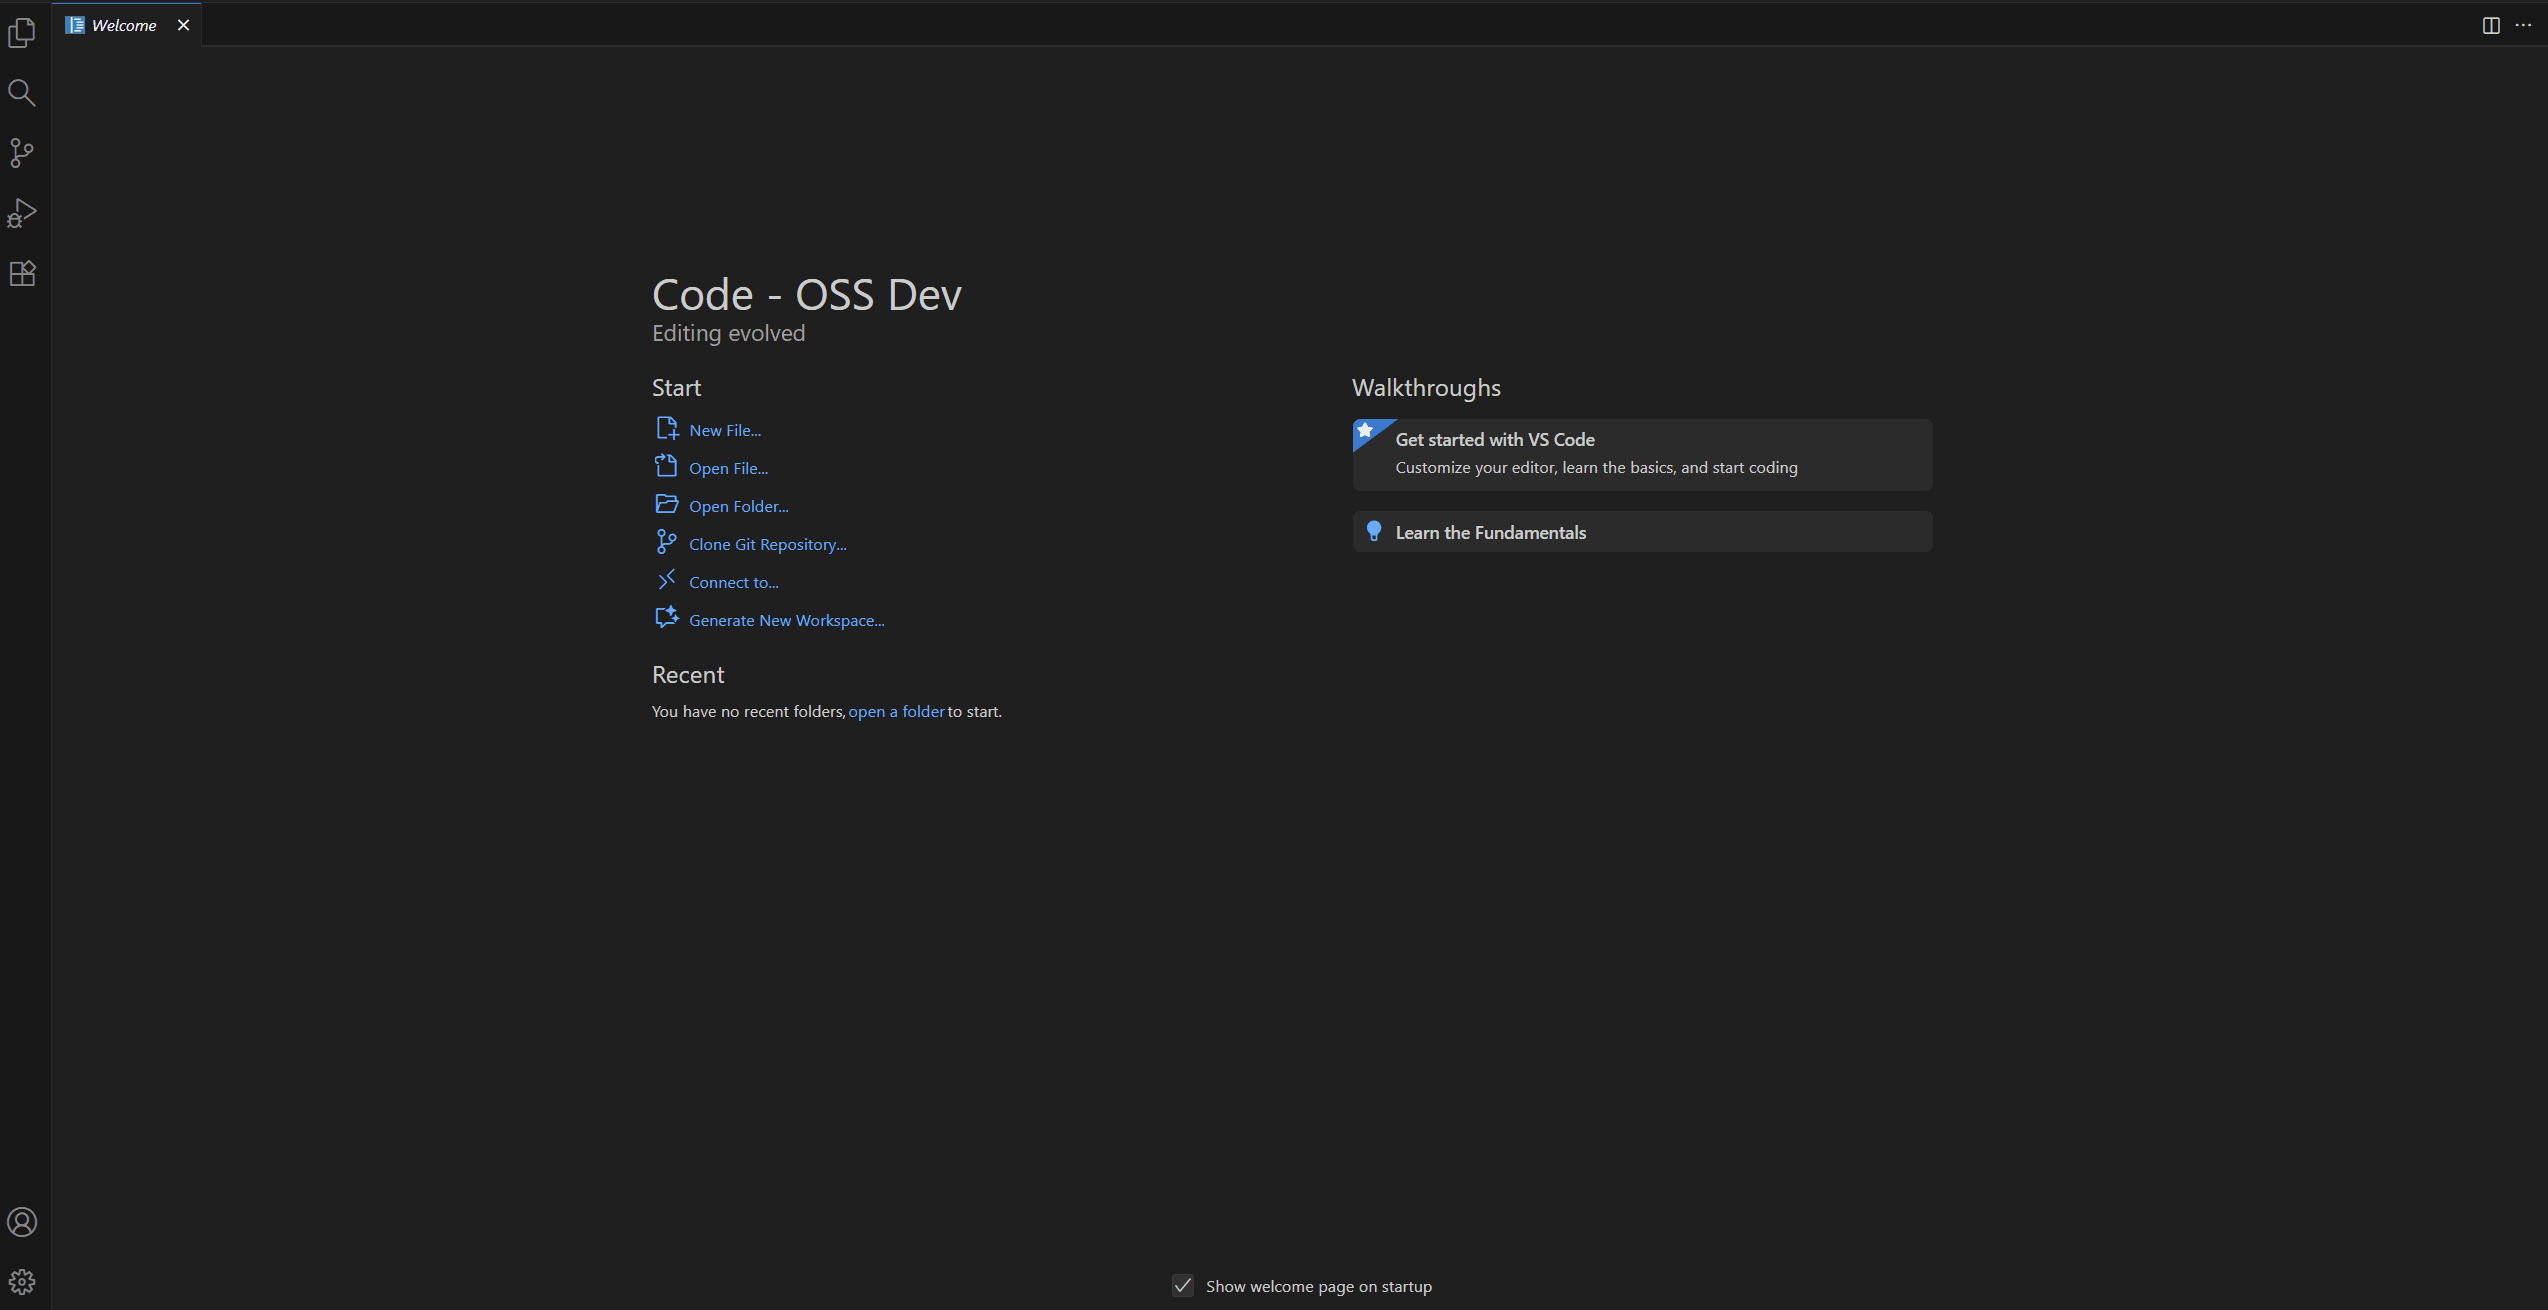 Welcome
Code - OSS Dev
Editing evolved
Start
New File...
Open File...
Open Folder...
Clone Git Repository...
Connect to...
Generate New Workspace...
Recent
You have no recent folders, open a folder to start.
Walkthroughs
Get started with VS Code
Customize your editor, learn the basics, and start coding
Learn the Fundamentals
Show welcome page on startup